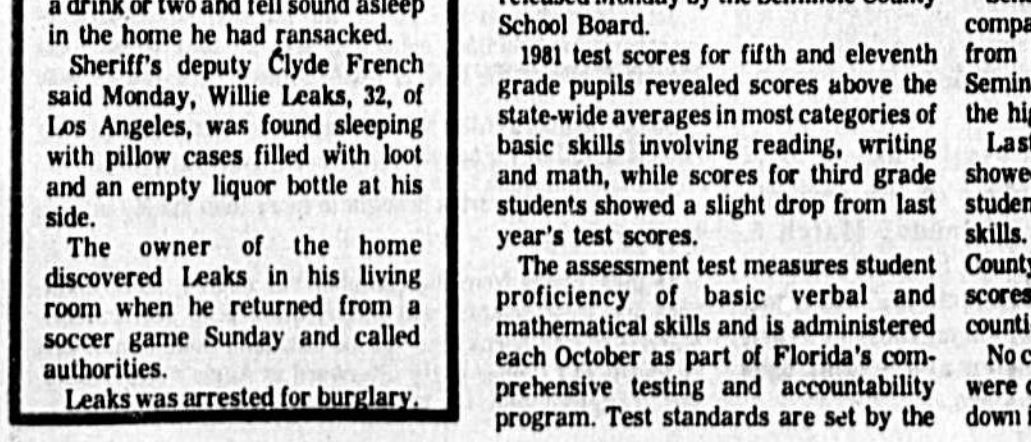 a drink or two and fell sound asleep
in the home he had ransacked.
Sheriff's deputy Clyde French
said Monday, Willie Leaks, 32, of
Los Angeles, was found sleeping
with pillow cases filled with loot
and an empty liquor bottle at his
side.
The owner of the home
discovered Leaks in his living
room when he returned from a
soccer game Sunday and called
authorities.
Leaks was arrested for burglary.
released Monday by the Seminole County
School Board.
1981 test scores for fifth and eleventh
grade pupils revealed scores above the
state-wide averages in most categories of
basic skills involving reading, writing
and math, while scores for third grade
students showed a slight drop from last
year's test scores.
The assessment test measures student
proficiency of basic verbal and
mathematical skills and is administered
each October as part of Florida's com-
prehensive testing and accountability
program. Test standards are set by the
compa
from
Semin
the hig
Last
showed
studen
skills.
County
scores
counti
No c
were
down